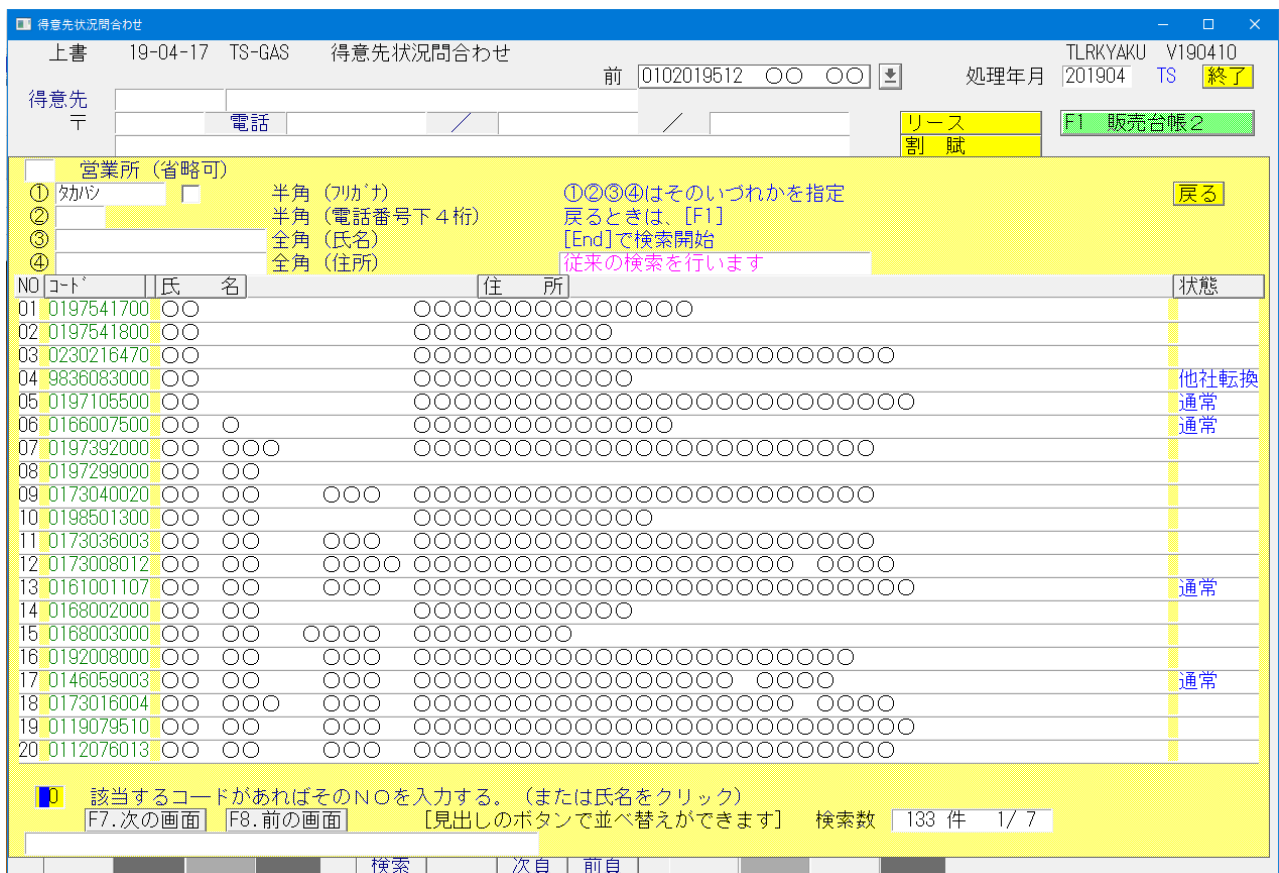 得意先状況問合わせ
上書 19-04-17 TS-GAS 得意先状況問合わせ TLRKYAKU V190410
前 0102019512 〇〇 〇〇 処理年月 201904 TS 終了
得意先
〒 電話 ／ ／ リース F1 販売台帳２
割 賦
営業所（省略可）
① ﾀｶﾊｼ 半角（ﾌﾘｶﾞﾅ） ①②③④はそのいづれかを指定 戻る
② 半角（電話番号下４桁） 戻るときは、[F1]
③ 全角（氏名） [End]で検索開始
④ 全角（住所） 従来の検索を行います
NO ｺｰﾄﾞ 氏 名 住 所 状態
01 0197541700 〇〇 〇〇〇〇〇〇〇〇〇〇〇〇〇〇
02 0197541800 〇〇 〇〇〇〇〇〇〇〇〇〇
03 0230216470 〇〇 〇〇〇〇〇〇〇〇〇〇〇〇〇〇〇〇〇〇〇〇〇〇〇〇
04 9836083000 〇〇 〇〇〇〇〇〇〇〇〇〇〇 他社転換
05 0197105500 〇〇 〇〇〇〇〇〇〇〇〇〇〇〇〇〇〇〇〇〇〇〇〇〇〇〇〇 通常
06 0166007500 〇〇 〇 〇〇〇〇〇〇〇〇〇〇〇〇〇 通常
07 0197392000 〇〇 〇〇〇 〇〇〇〇〇〇〇〇〇〇〇〇〇〇〇〇〇〇〇〇〇〇〇
08 0197299000 〇〇 〇〇
09 0173040020 〇〇 〇〇 〇〇〇 〇〇〇〇〇〇〇〇〇〇〇〇〇〇〇〇〇〇〇〇〇〇〇
10 0198501300 〇〇 〇〇 〇〇〇〇〇〇〇〇〇〇〇〇
11 0173036003 〇〇 〇〇 〇〇〇 〇〇〇〇〇〇〇〇〇〇〇〇〇〇〇〇〇〇〇〇〇〇〇
12 0173008012 〇〇 〇〇 〇〇〇〇 〇〇〇〇〇〇〇〇〇〇〇〇〇〇〇〇〇〇〇 〇〇〇〇
13 0161001107 〇〇 〇〇 〇〇〇 〇〇〇〇〇〇〇〇〇〇〇〇〇〇〇〇〇〇〇〇〇〇〇〇〇 通常
14 0168002000 〇〇 〇〇 〇〇〇〇〇〇〇〇〇〇〇
15 0168003000 〇〇 〇〇 〇〇〇〇 〇〇〇〇〇〇〇〇
16 0192008000 〇〇 〇〇 〇〇〇 〇〇〇〇〇〇〇〇〇〇〇〇〇〇〇〇〇〇〇〇〇〇
17 0146059003 〇〇 〇〇 〇〇〇 〇〇〇〇〇〇〇〇〇〇〇〇〇〇〇〇 〇〇〇〇 通常
18 0173016004 〇〇 〇〇〇 〇〇〇 〇〇〇〇〇〇〇〇〇〇〇〇〇〇〇〇〇〇〇 〇〇〇〇
19 0119079510 〇〇 〇〇 〇〇〇 〇〇〇〇〇〇〇〇〇〇〇〇〇〇〇〇〇〇〇〇〇〇〇〇〇
20 0112076013 〇〇 〇〇 〇〇〇 〇〇〇〇〇〇〇〇〇〇〇〇〇〇〇〇〇〇〇〇〇〇〇〇
0 該当するコードがあればそのＮＯを入力する。（または氏名をクリック）
F7.次の画面 F8.前の画面 [見出しのボタンで並べ替えができます] 検索数 133 件 1/ 7
検索 次自 前自